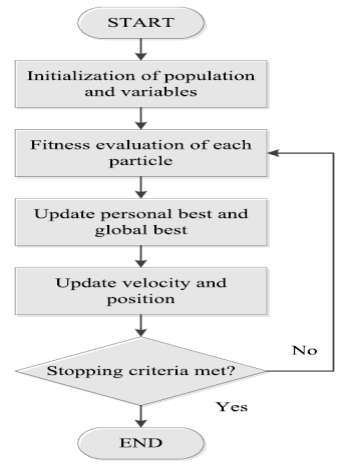 START
Initialization of population
and variables
Fitness evaluation of each
particle
Update personal best and
global best
Update velocity and
position
Stopping criteria met?
No
Yes
END